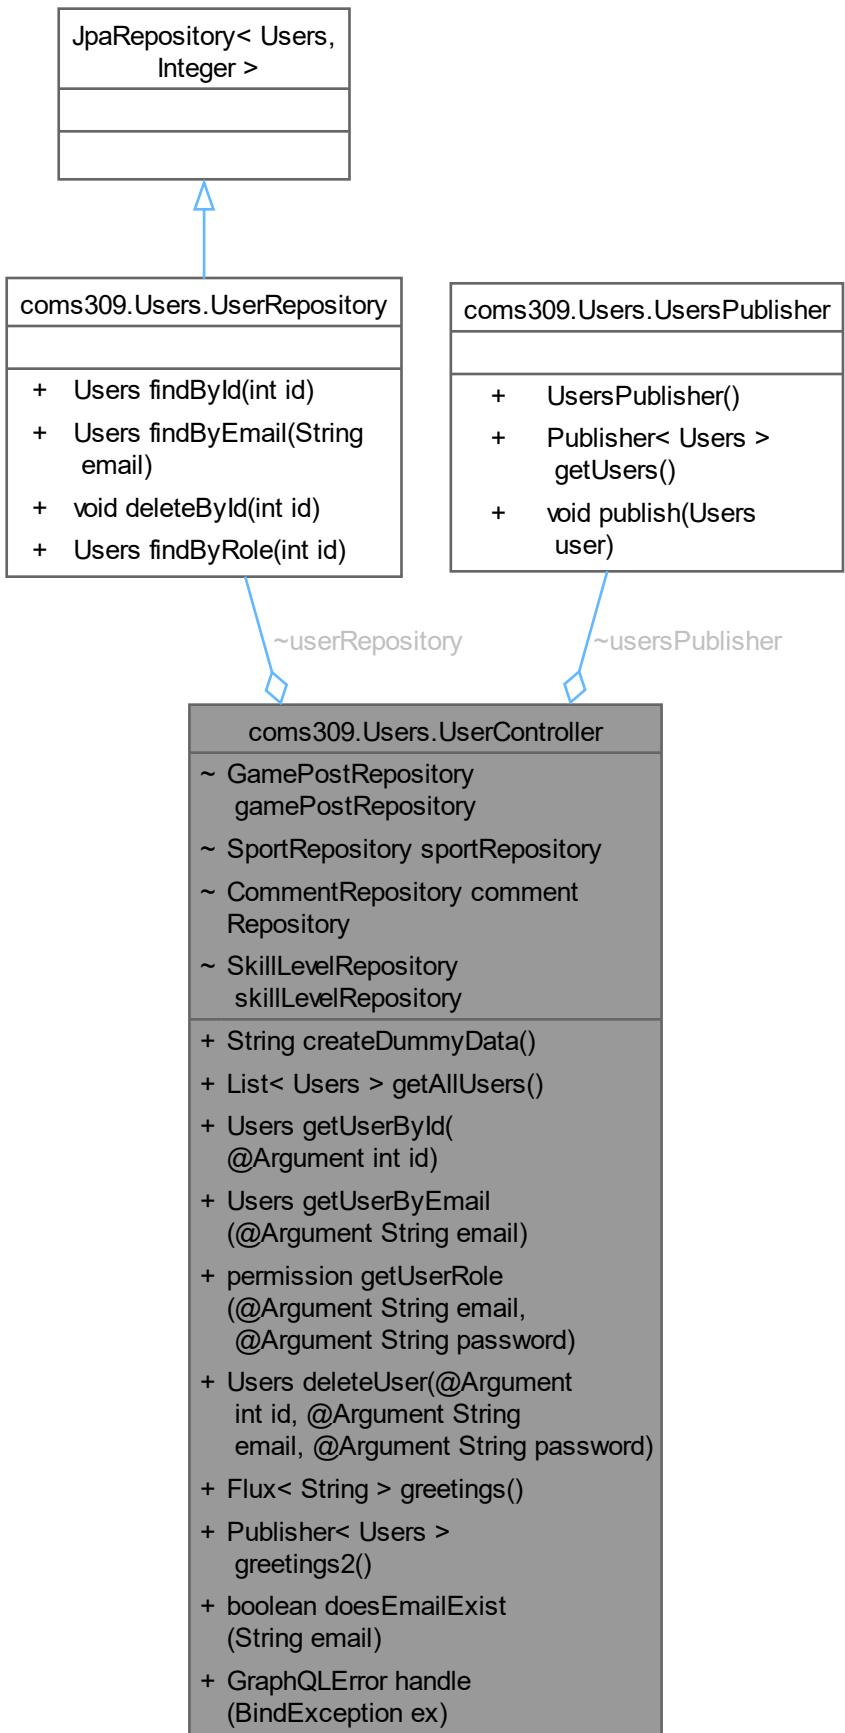 JpaRepository< Users,
Integer >
coms309.Users.UserRepository
+ Users findById(int id)
+ Users findByEmail(String
email)
+ void deleteById(int id)
+ Users findByRole(int id)
coms309.Users.UsersPublisher
+ UsersPublisher()
+ Publisher< Users >
getUsers()
+ void publish(Users
user)
~userRepository
~usersPublisher
coms309.Users.UserController
~ GamePostRepository
gamePostRepository
~ SportRepository sportRepository
~ CommentRepository comment
Repository
~ SkillLevelRepository
skillLevelRepository
+ String createDummyData()
+ List< Users > getAllUsers()
+ Users getUserById(
@Argument int id)
+ Users getUserByEmail
(@Argument String email)
+ permission getUserRole
(@Argument String email,
@Argument String password)
+ Users deleteUser(@Argument
int id, @Argument String
email, @Argument String password)
+ Flux< String > greetings()
+ Publisher< Users >
greetings2()
+ boolean doesEmailExist
(String email)
+ GraphQLError handle
(BindException ex)